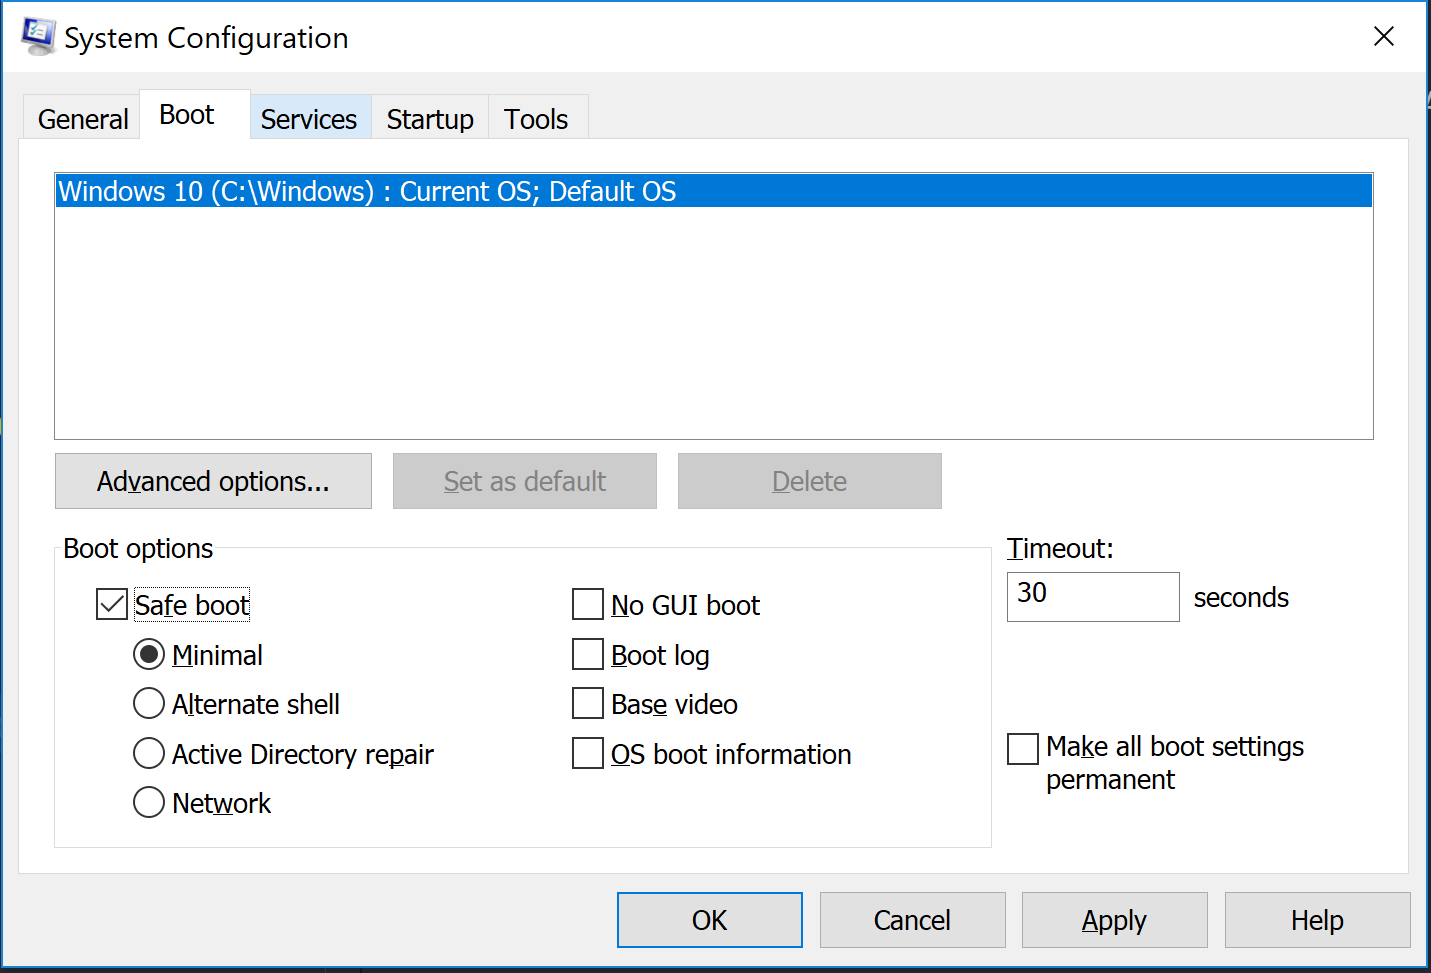 System Configuration
General Boot Services Startup Tools
Windows 10 (C:\Windows) : Current OS; Default OS
Advanced options... Set as default Delete
Boot options
Timeout:
Safe boot No GUI boot
30 seconds
Minimal Boot log
Alternate shell Base video
Active Directory repair OS boot information
Make all boot settings
permanent
Network
OK Cancel Apply Help